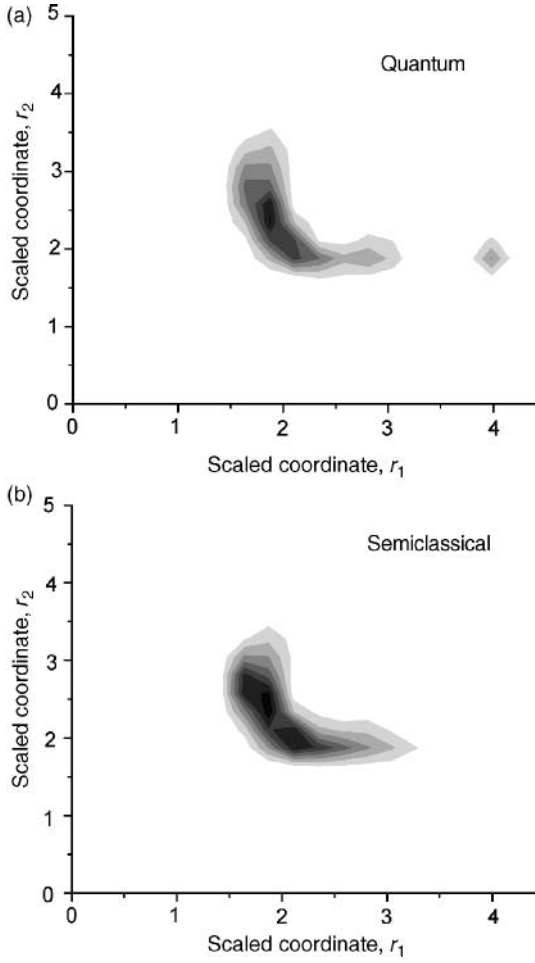 (a)
Quantum
5
4
3
2
1
0
Scaled coordinate, r2
0 1 2 3 4
Scaled coordinate, r1
(b)
Semiclassical
5
4
3
2
1
0
Scaled coordinate, r2
0 1 2 3 4
Scaled coordinate, r1